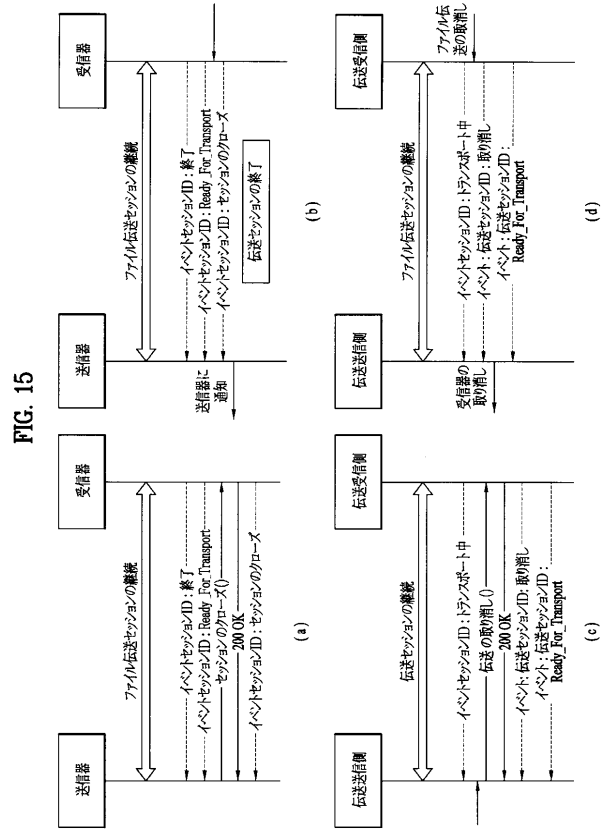 FIG. 15
送信器
受信器
ファイル伝送セッションの継続
イベントセッションID：終了
イベントセッションID：Ready_For Transport
セッションのクローズ()
200 OK
イベントセッションID：セッションのクローズ
(a)
送信器
受信器
ファイル伝送セッションの継続
イベントセッションID：終了
イベントセッションID：Ready_For Transport
イベントセッションID：セッションのクローズ
送信器に
通知
伝送セッションの終了
(b)
伝送送信側
伝送受信側
伝送セッションの継続
イベントセッションID：トランスポート中
伝送の取り消し()
200 OK
イベント：伝送セッションID：取り消し
イベント：伝送セッションID：
Ready_For_Transport
(c)
伝送送信側
伝送受信側
ファイル伝送セッションの継続
ファイル伝
送の取消し
イベントセッションID：トランスポート中
イベント：伝送セッションID：取り消し
イベント：伝送セッションID：
Ready_For_Transport
受信器の
取り消し
(d)